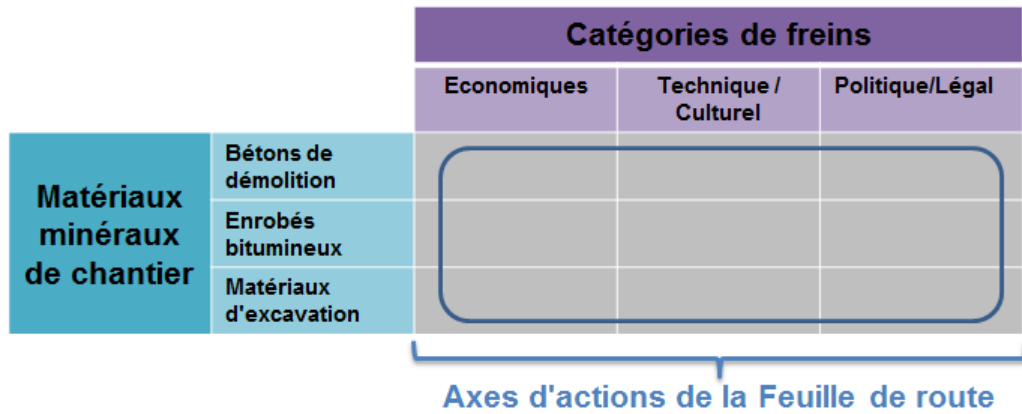 Catégories de freins
Economiques
Technique /
Culturel
Politique/Légal
Matériaux
minéraux
de chantier
Bétons de
démolition
Enrobés
bitumineux
Matériaux
d'excavation
Axes d'actions de la Feuille de route